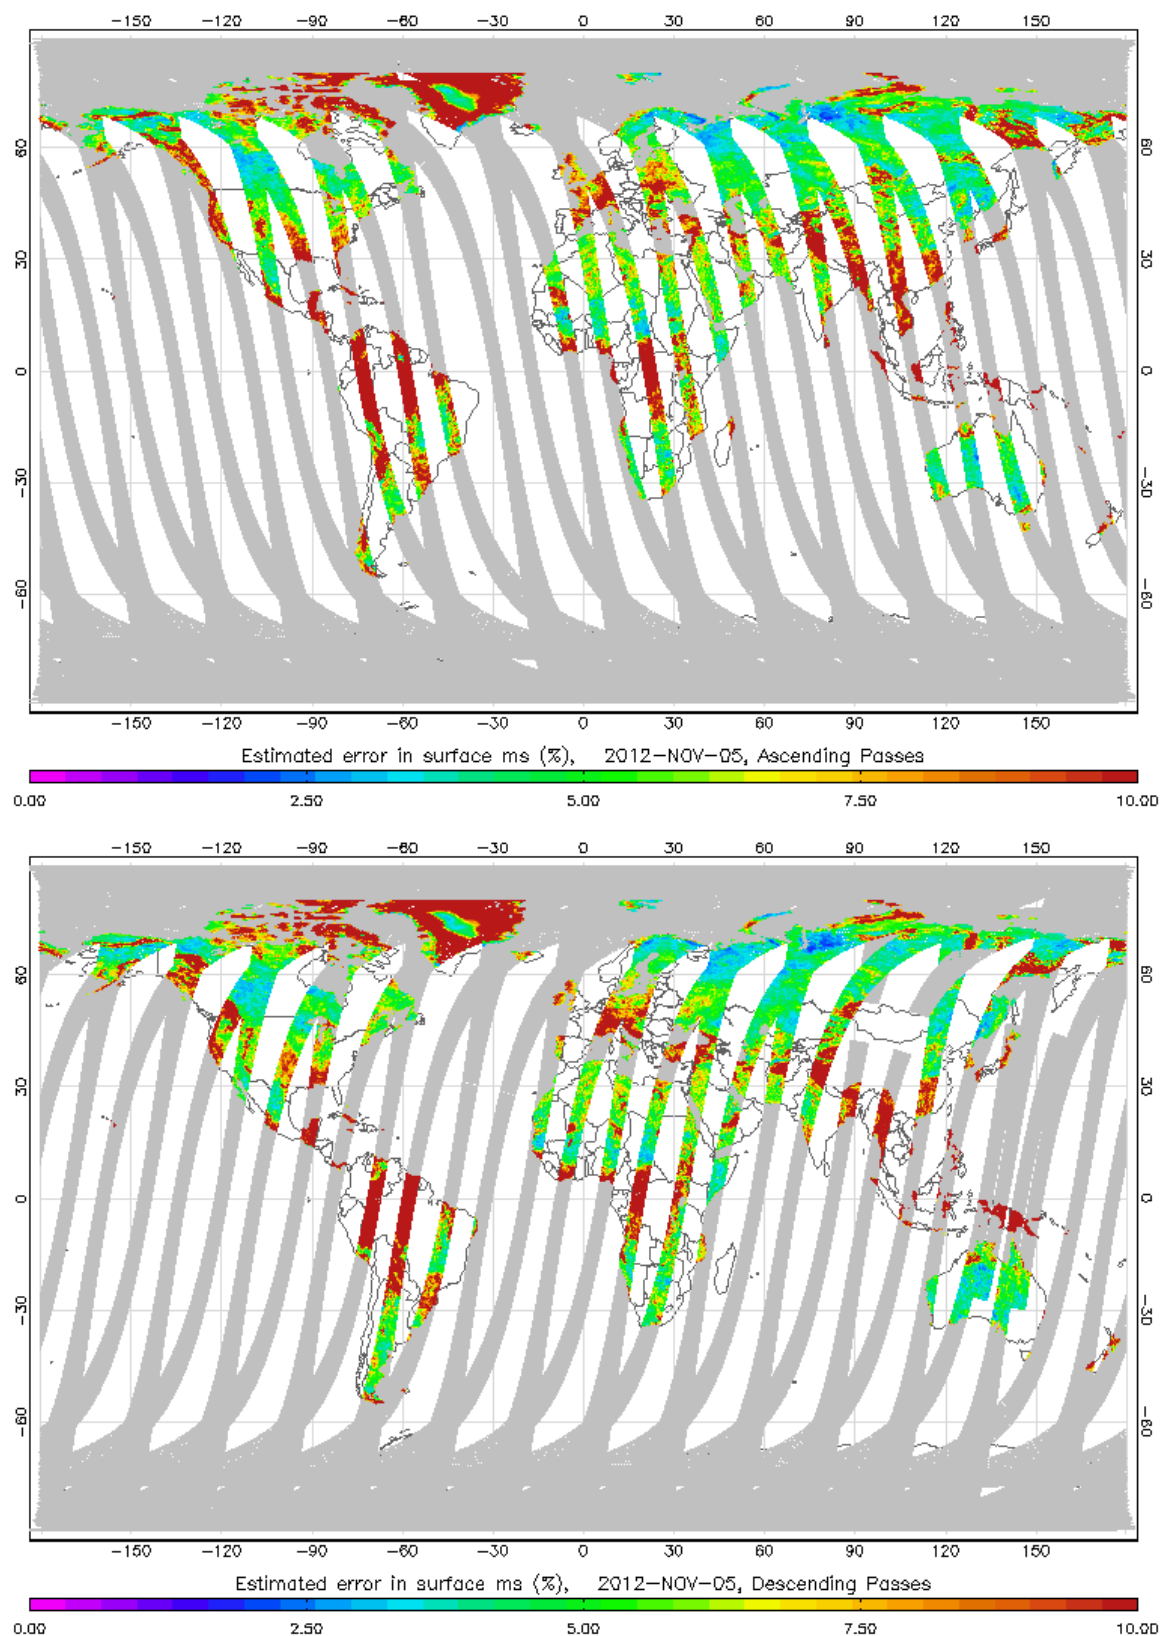 −150 −120 −90 −60 −30 0 30 60 90 120 150
60 60
30 30
0 0
−30 −30
−60 −60
−150 −120 −90 −60 −30 0 30 60 90 120 150
Estimated error in surface ms (%), 2012−NOV−05, Ascending Passes
0.00 2.50 5.00 7.50 10.00
−150 −120 −90 −60 −30 0 30 60 90 120 150
60 60
30 30
0 0
−30 −30
−60 −60
−150 −120 −90 −60 −30 0 30 60 90 120 150
Estimated error in surface ms (%), 2012−NOV−05, Descending Passes
0.00 2.50 5.00 7.50 10.00